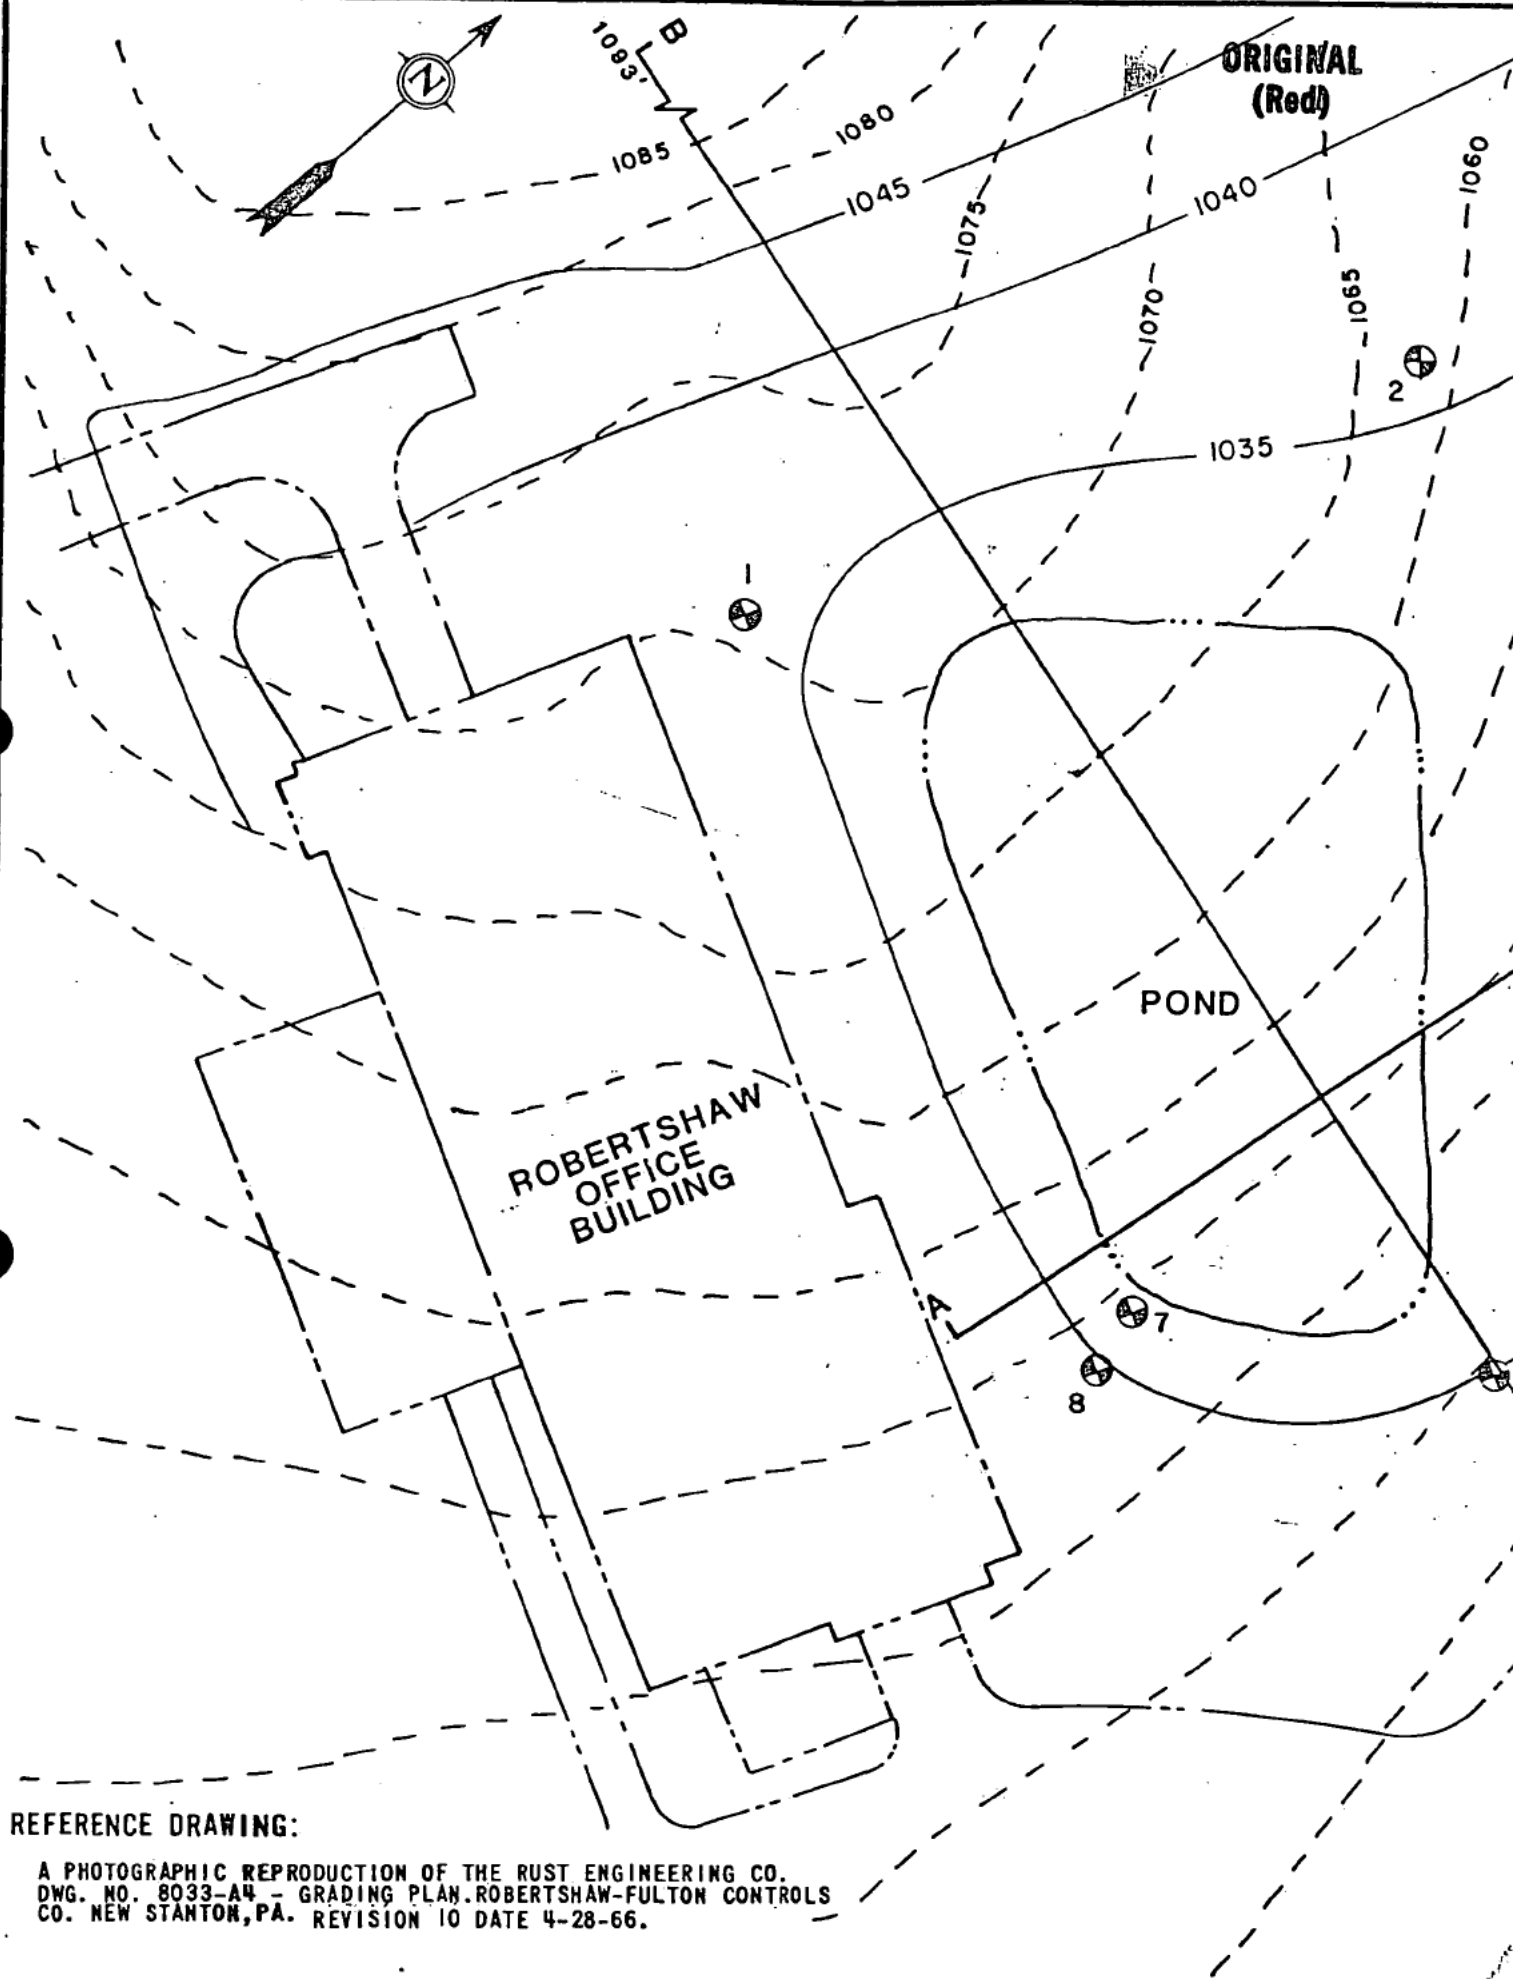 B
1093'
ORIGINAL
(Red)
N
1085
1080
1045
1075
1040
1060
1070
1065
2
1035
1
POND
ROBERTSHAW
OFFICE
BUILDING
A
7
8
REFERENCE DRAWING:
A PHOTOGRAPHIC REPRODUCTION OF THE RUST ENGINEERING CO.
DWG. NO. 8033-A4 - GRADING PLAN.ROBERTSHAW-FULTON CONTROLS
CO. NEW STANTON,PA. REVISION 10 DATE 4-28-66.